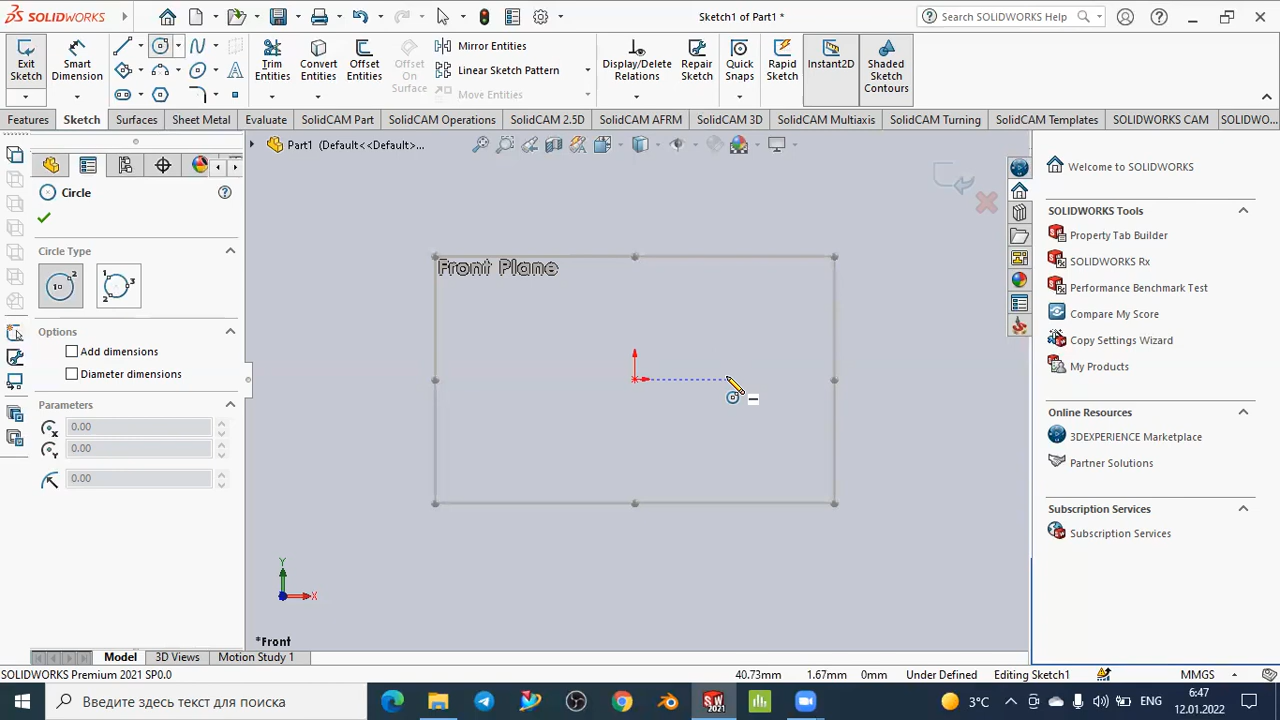 SOLIDWORKS
Sketch1 of Part1 *
Search SOLIDWORKS Help
Exit Sketch
Smart Dimension
Trim Entities
Convert Entities
Offset Entities
Offset On Surface
Mirror Entities
Linear Sketch Pattern
Move Entities
Display/Delete Relations
Repair Sketch
Quick Snaps
Rapid Sketch
Instant2D
Shaded Sketch Contours
Features Sketch Surfaces Sheet Metal Evaluate SolidCAM Part SolidCAM Operations SolidCAM 2.5D SolidCAM AFRM SolidCAM 3D SolidCAM Multiaxis SolidCAM Turning SolidCAM Templates SOLIDWORKS CAM SOLIDWO...
Part1 (Default<<Default>...
Circle
Circle Type
Options
Add dimensions
Diameter dimensions
Parameters
0.00
0.00
0.00
Front Plane
Y
X
*Front
Welcome to SOLIDWORKS
SOLIDWORKS Tools
Property Tab Builder
SOLIDWORKS Rx
Performance Benchmark Test
Compare My Score
Copy Settings Wizard
My Products
Online Resources
3DEXPERIENCE Marketplace
Partner Solutions
Subscription Services
Subscription Services
Model 3D Views Motion Study 1
SOLIDWORKS Premium 2021 SP0.0
40.73mm 1.67mm 0mm Under Defined Editing Sketch1 MMGS
Введите здесь текст для поиска
3°C
ENG
6:47
12.01.2022